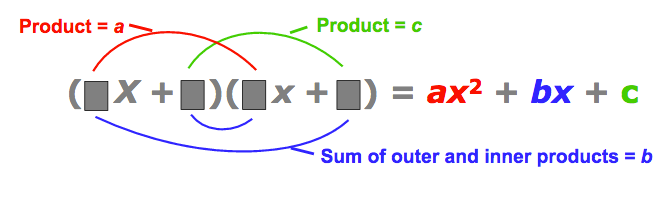 Product = a
Product = c
(□X + □)(□x + □) = ax² + bx + c
Sum of outer and inner products = b